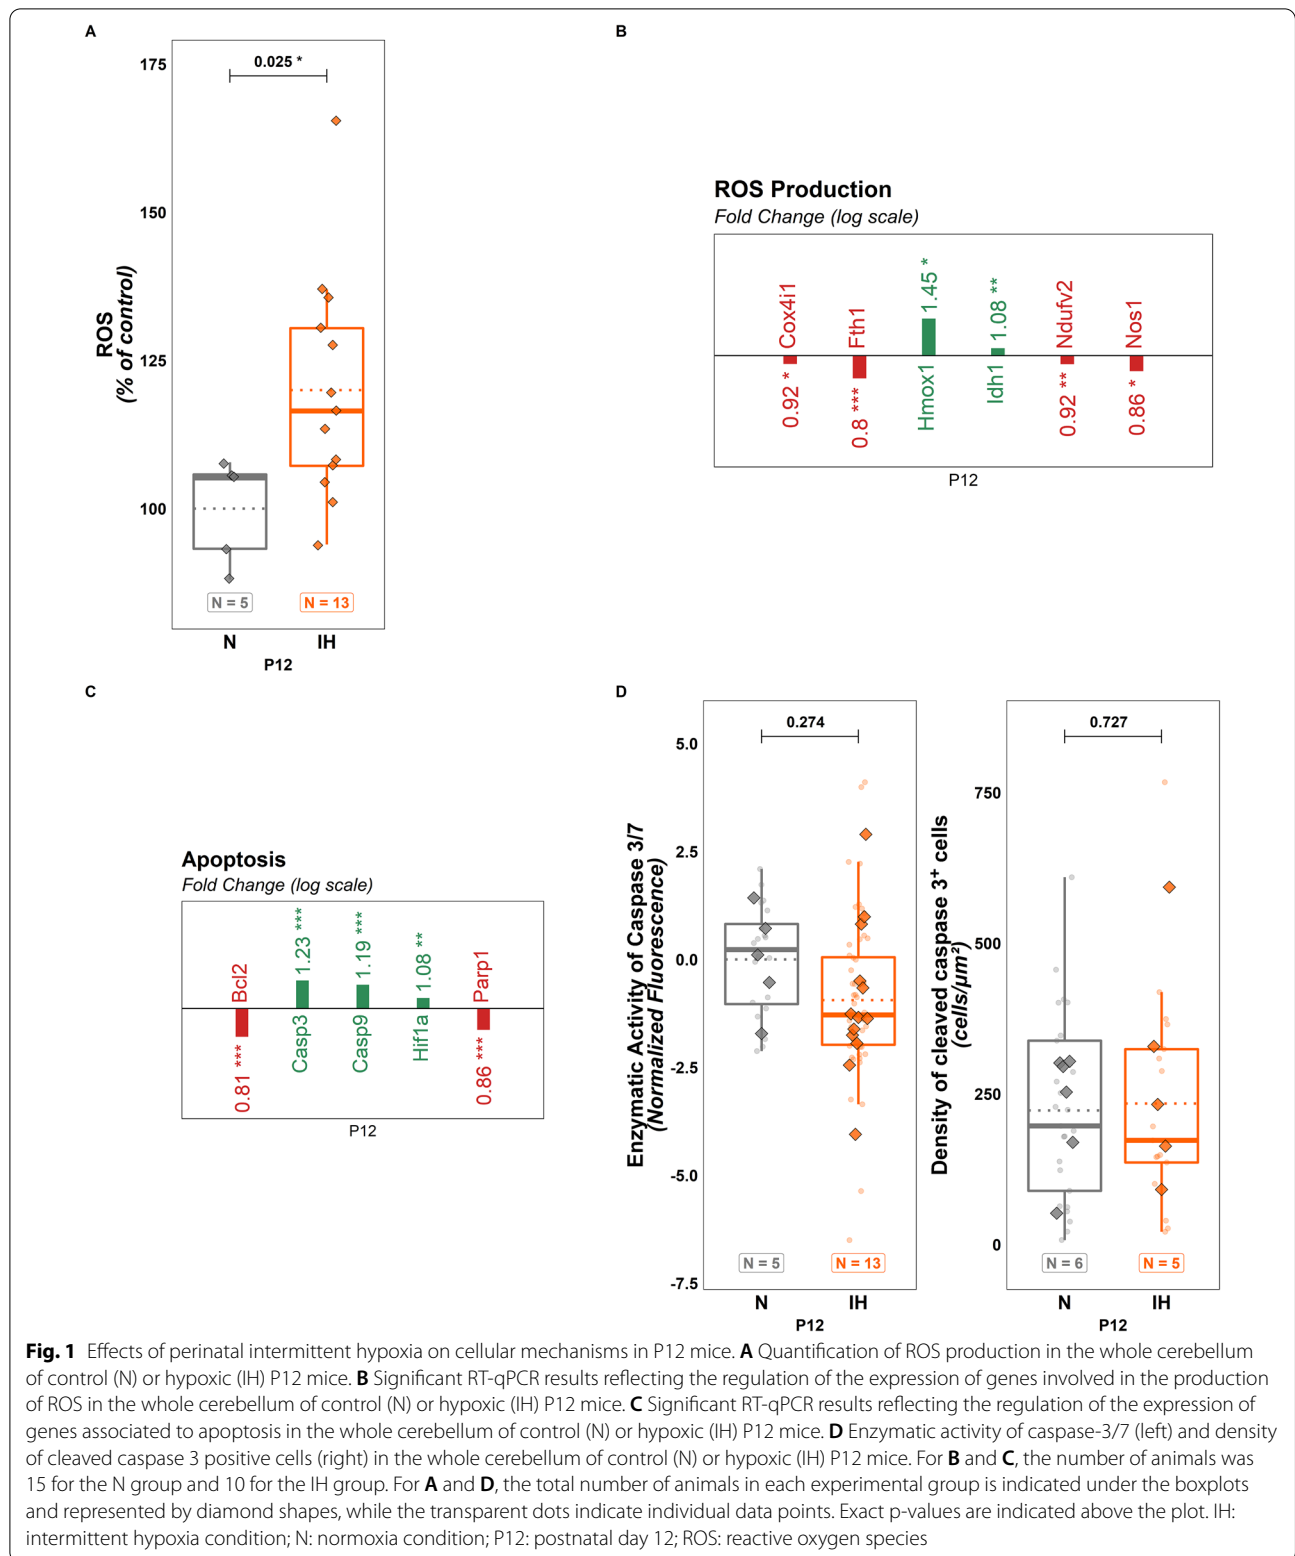 A
175
150
125
100
ROS
(% of control)
0.025 *
N = 5
N = 13
N
IH
P12
B
ROS Production
Fold Change (log scale)
Cox4i1
0.92 *
Fth1
0.8 ***
Hmox1
1.45 *
Idh1
1.08 **
Ndufv2
0.92 **
Nos1
0.86 *
P12
C
Apoptosis
Fold Change (log scale)
Bcl2
0.81 ***
Casp3
1.23 ***
Casp9
1.19 ***
Hif1a
1.08 **
Parp1
0.86 ***
P12
D
Enzymatic Activity of Caspase 3/7
(Normalized Fluorescence)
5.0
2.5
0.0
-2.5
-5.0
-7.5
0.274
N = 5
N = 13
N
IH
P12
Density of cleaved caspase 3⁺ cells
(cells/µm²)
750
500
250
0
0.727
N = 6
N = 5
N
IH
P12
Fig. 1 Effects of perinatal intermittent hypoxia on cellular mechanisms in P12 mice. A Quantification of ROS production in the whole cerebellum
of control (N) or hypoxic (IH) P12 mice. B Significant RT-qPCR results reflecting the regulation of the expression of genes involved in the production
of ROS in the whole cerebellum of control (N) or hypoxic (IH) P12 mice. C Significant RT-qPCR results reflecting the regulation of the expression of
genes associated to apoptosis in the whole cerebellum of control (N) or hypoxic (IH) P12 mice. D Enzymatic activity of caspase-3/7 (left) and density
of cleaved caspase 3 positive cells (right) in the whole cerebellum of control (N) or hypoxic (IH) P12 mice. For B and C, the number of animals was
15 for the N group and 10 for the IH group. For A and D, the total number of animals in each experimental group is indicated under the boxplots
and represented by diamond shapes, while the transparent dots indicate individual data points. Exact p-values are indicated above the plot. IH:
intermittent hypoxia condition; N: normoxia condition; P12: postnatal day 12; ROS: reactive oxygen species